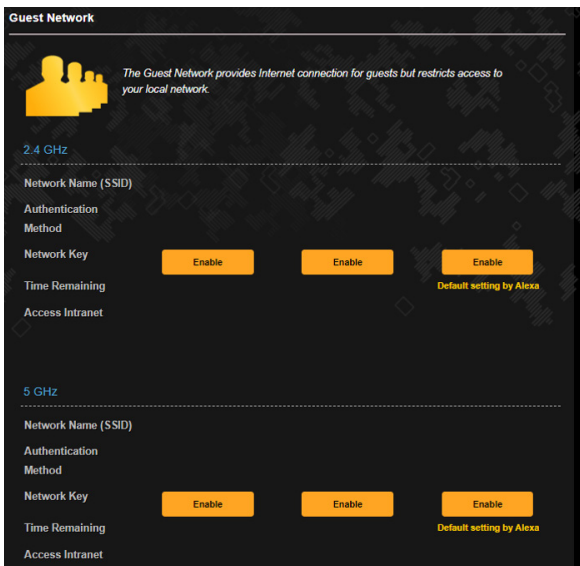 Guest Network
The Guest Network provides Internet connection for guests but restricts access to
your local network.
2.4 GHz
Network Name (SSID)
Authentication
Method
Network Key
Enable
Enable
Enable
Time Remaining
Default setting by Alexa
Access Intranet
5 GHz
Network Name (SSID)
Authentication
Method
Network Key
Enable
Enable
Enable
Time Remaining
Default setting by Alexa
Access Intranet